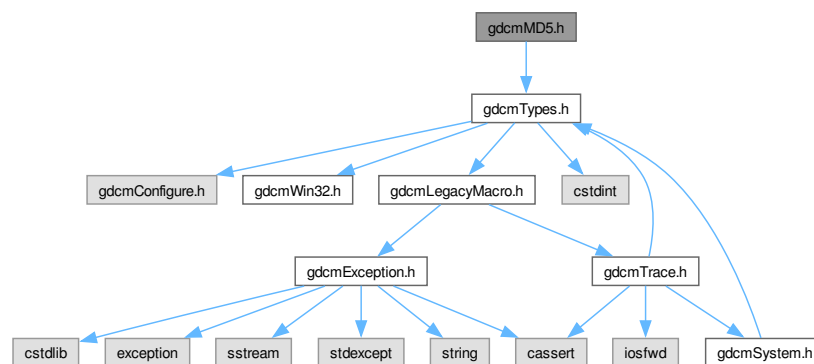 gdcmMD5.h
gdcmTypes.h
gdcmConfigure.h
gdcmWin32.h
gdcmLegacyMacro.h
cstdint
gdcmException.h
gdcmTrace.h
cstdlib
exception
sstream
stdexcept
string
cassert
iosfwd
gdcmSystem.h